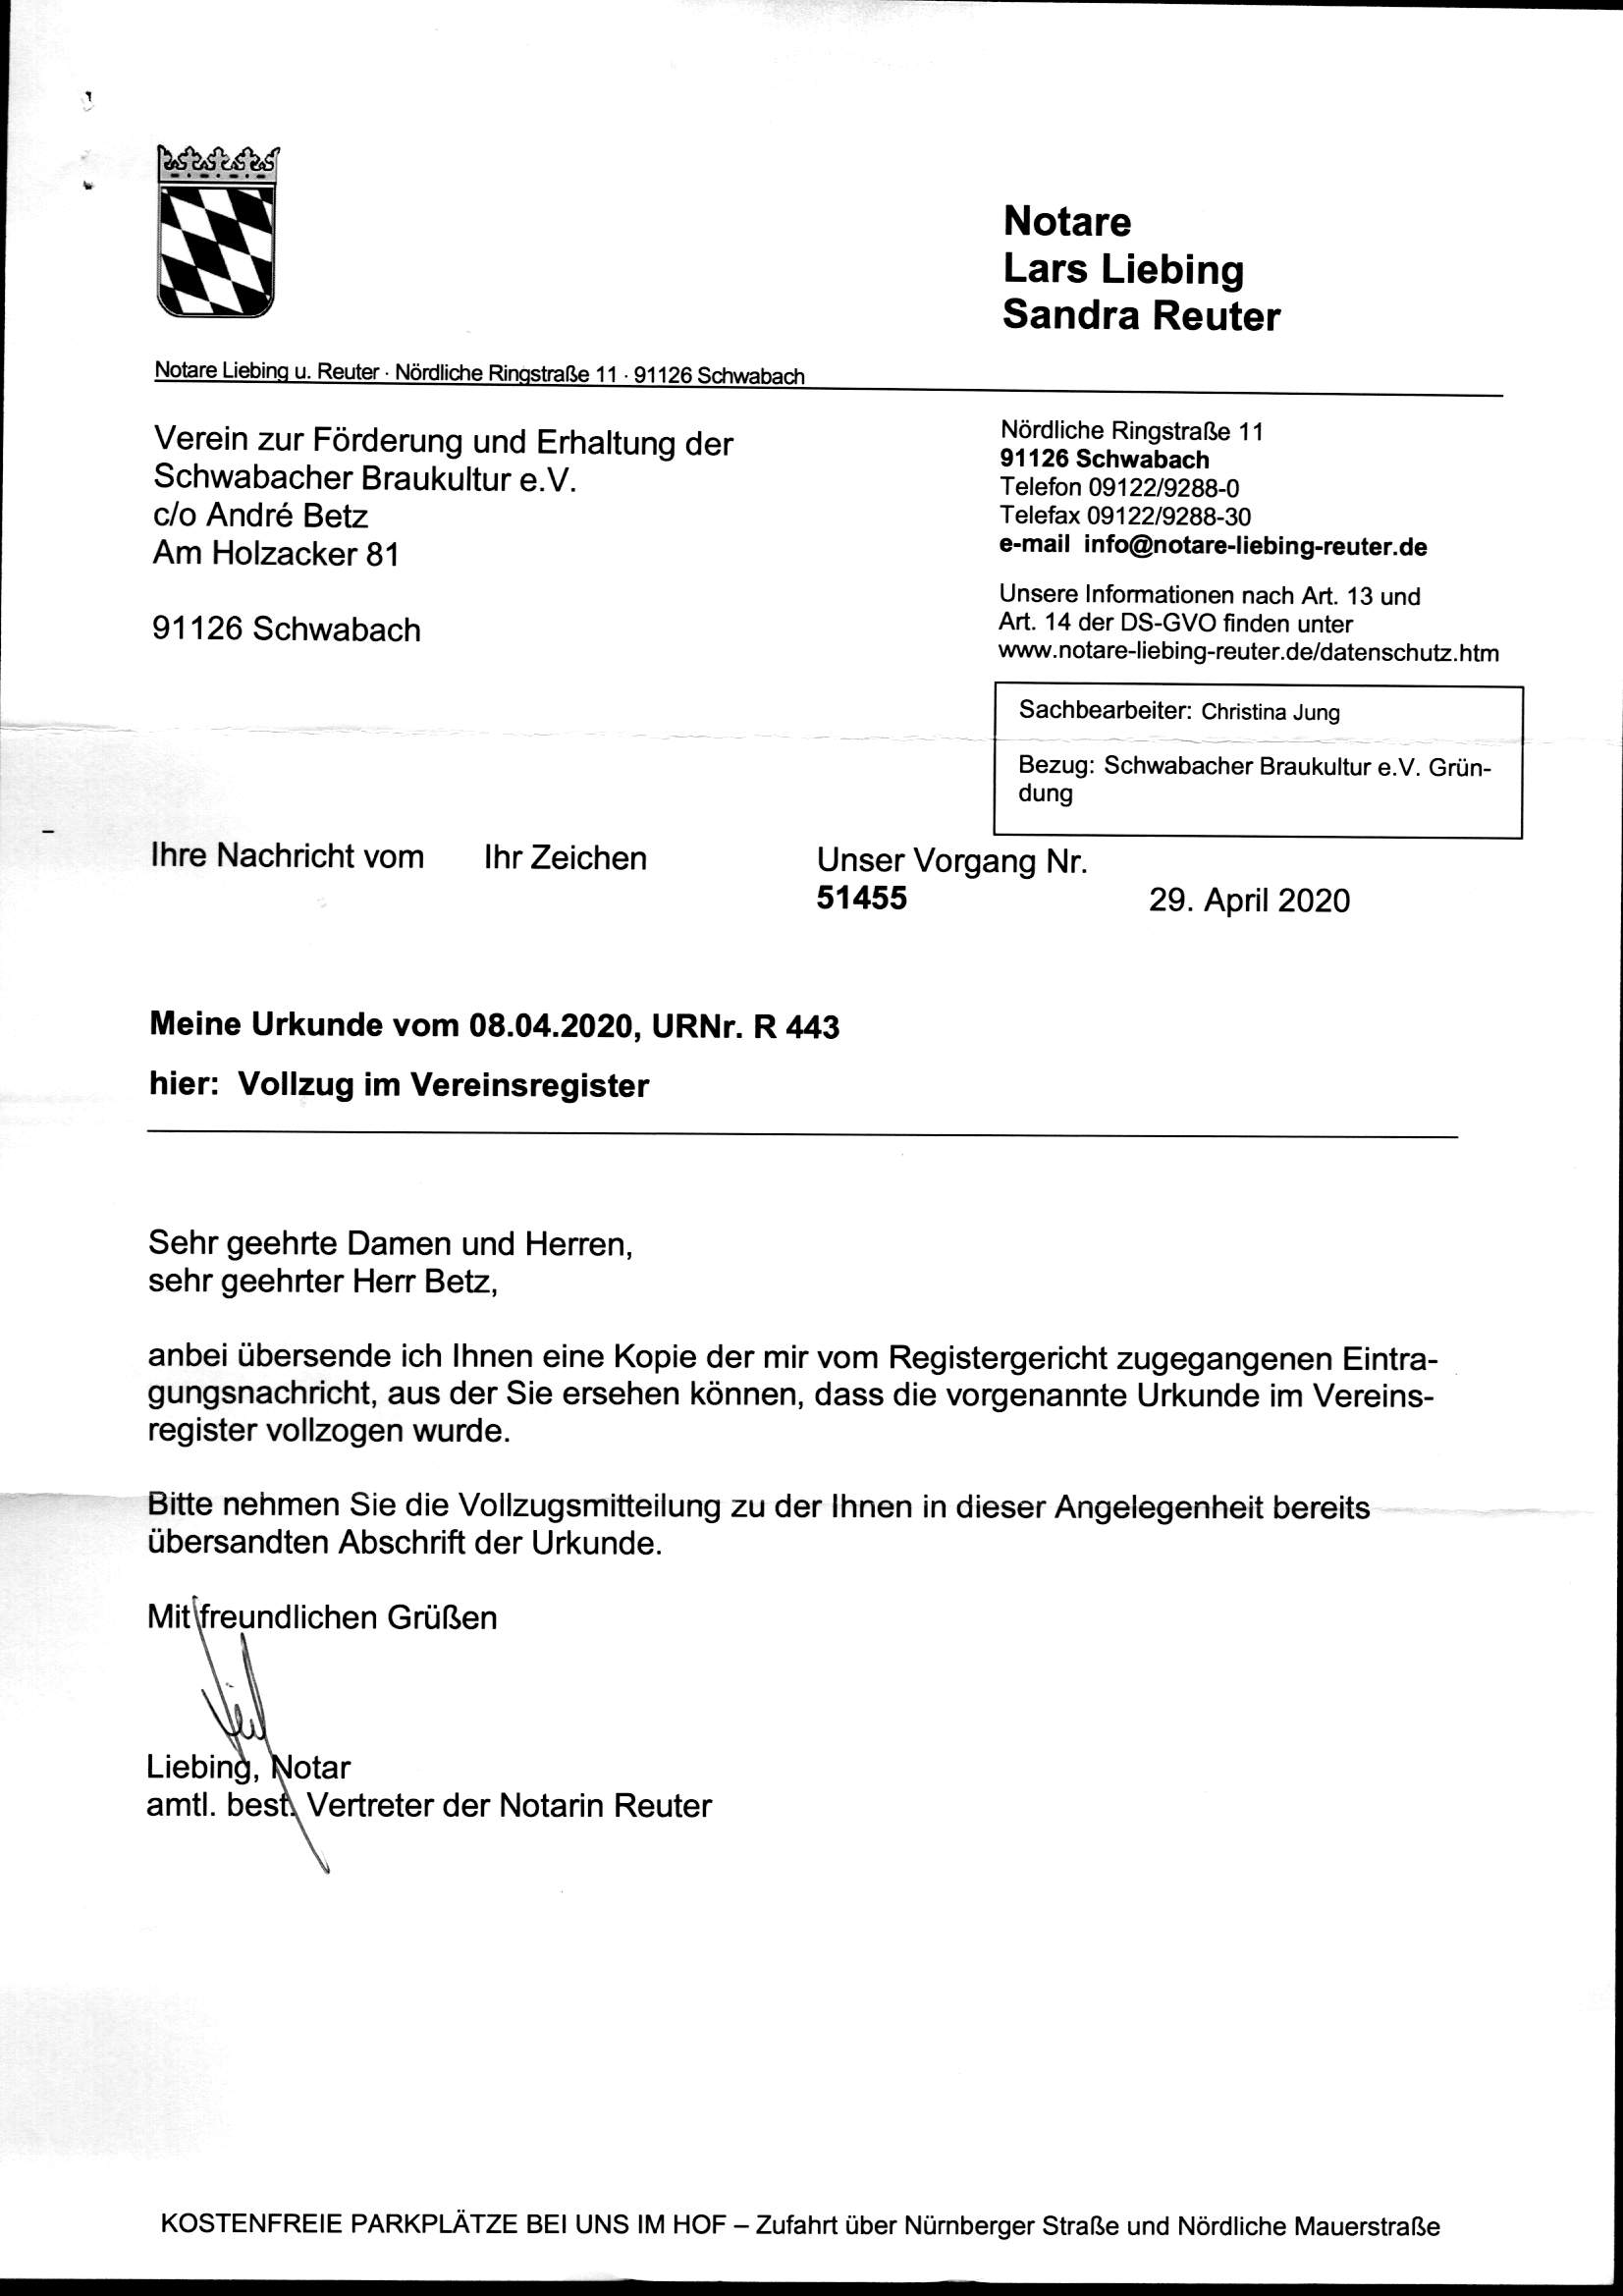 Notare
Lars Liebing
Sandra Reuter
Notare Liebing u. Reuter · Nördliche Ringstraße 11 · 91126 Schwabach
Verein zur Förderung und Erhaltung der
Schwabacher Braukultur e.V.
c/o André Betz
Am Holzacker 81
91126 Schwabach
Nördliche Ringstraße 11
91126 Schwabach
Telefon 09122/9288-0
Telefax 09122/9288-30
e-mail info@notare-liebing-reuter.de
Unsere Informationen nach Art. 13 und
Art. 14 der DS-GVO finden unter
www.notare-liebing-reuter.de/datenschutz.htm
Sachbearbeiter: Christina Jung
Bezug: Schwabacher Braukultur e.V. Grün-
dung
Ihre Nachricht vom Ihr Zeichen Unser Vorgang Nr.
51455 29. April 2020
Meine Urkunde vom 08.04.2020, URNr. R 443
hier: Vollzug im Vereinsregister
Sehr geehrte Damen und Herren,
sehr geehrter Herr Betz,
anbei übersende ich Ihnen eine Kopie der mir vom Registergericht zugegangenen Eintra-
gungsnachricht, aus der Sie ersehen können, dass die vorgenannte Urkunde im Vereins-
register vollzogen wurde.
Bitte nehmen Sie die Vollzugsmitteilung zu der Ihnen in dieser Angelegenheit bereits
übersandten Abschrift der Urkunde.
Mit freundlichen Grüßen
Liebing, Notar
amtl. best. Vertreter der Notarin Reuter
KOSTENFREIE PARKPLÄTZE BEI UNS IM HOF – Zufahrt über Nürnberger Straße und Nördliche Mauerstraße